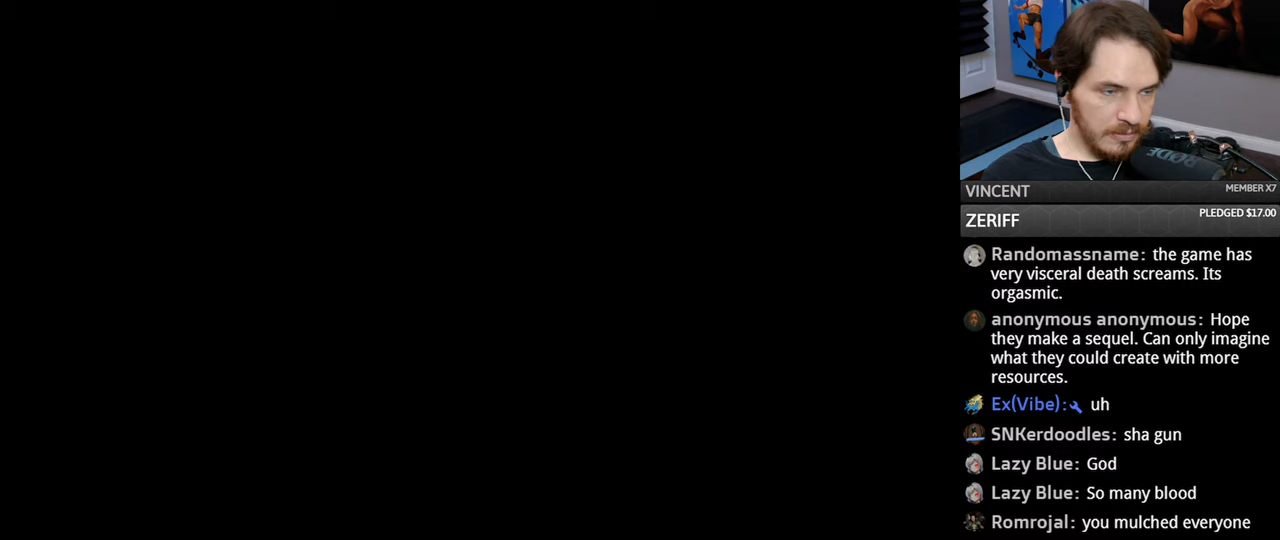 VINCENT
MEMBER X7
ZERIFF
PLEDGED $17.00
Randomassname: the game has
very visceral death screams. Its
orgasmic.
anonymous anonymous: Hope
they make a sequel. Can only imagine
what they could create with more
resources.
Ex(Vibe): uh
SNKerdoodles: sha gun
Lazy Blue: God
Lazy Blue: So many blood
Romrojal: you mulched everyone
RODE